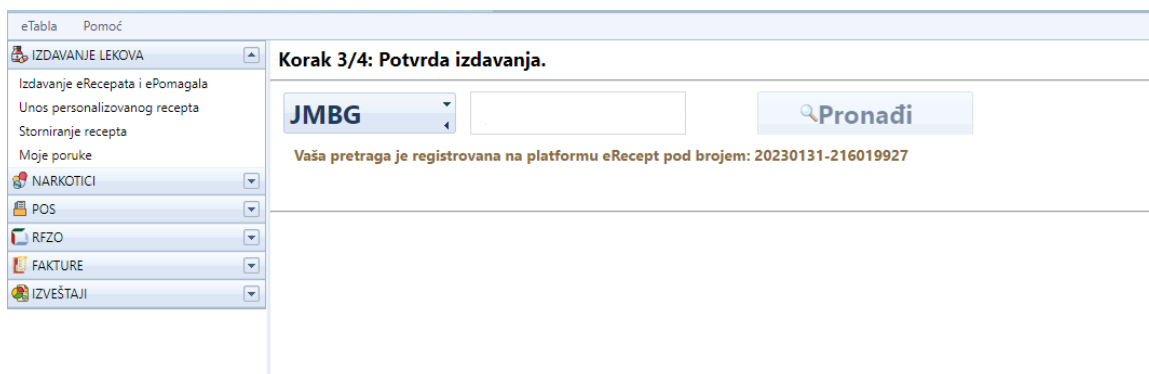 eTabla Pomoć
IZDAVANJE LEKOVA
Izdavanje eRecepata i ePomagala
Unos personalizovanog recepta
Storniranje recepta
Moje poruke
NARKOTICI
POS
RFZO
FAKTURE
IZVEŠTAJI
Korak 3/4: Potvrda izdavanja.
JMBG
Pronađi
Vaša pretraga je registrovana na platformu eRecept pod brojem: 20230131-216019927